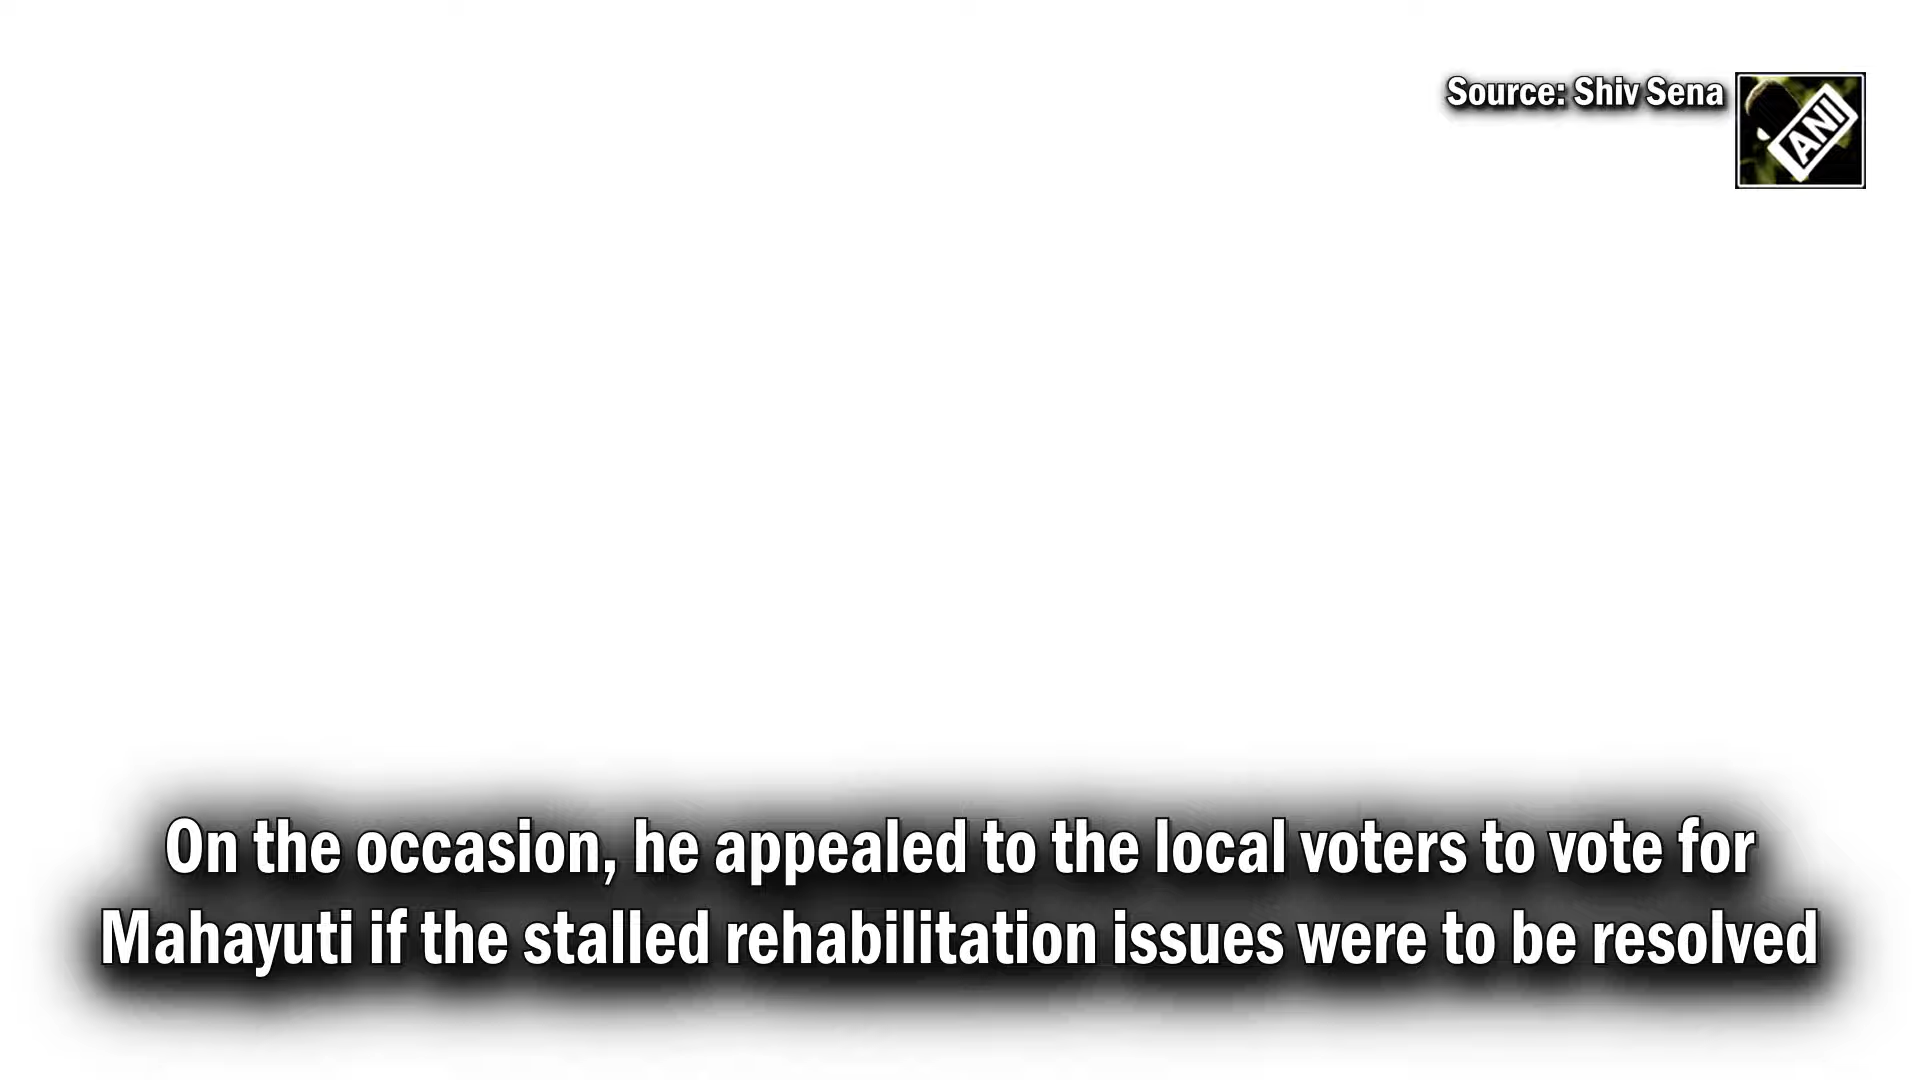 Source: Shiv Sena
ANI
On the occasion, he appealed to the local voters to vote for
Mahayuti if the stalled rehabilitation issues were to be resolved